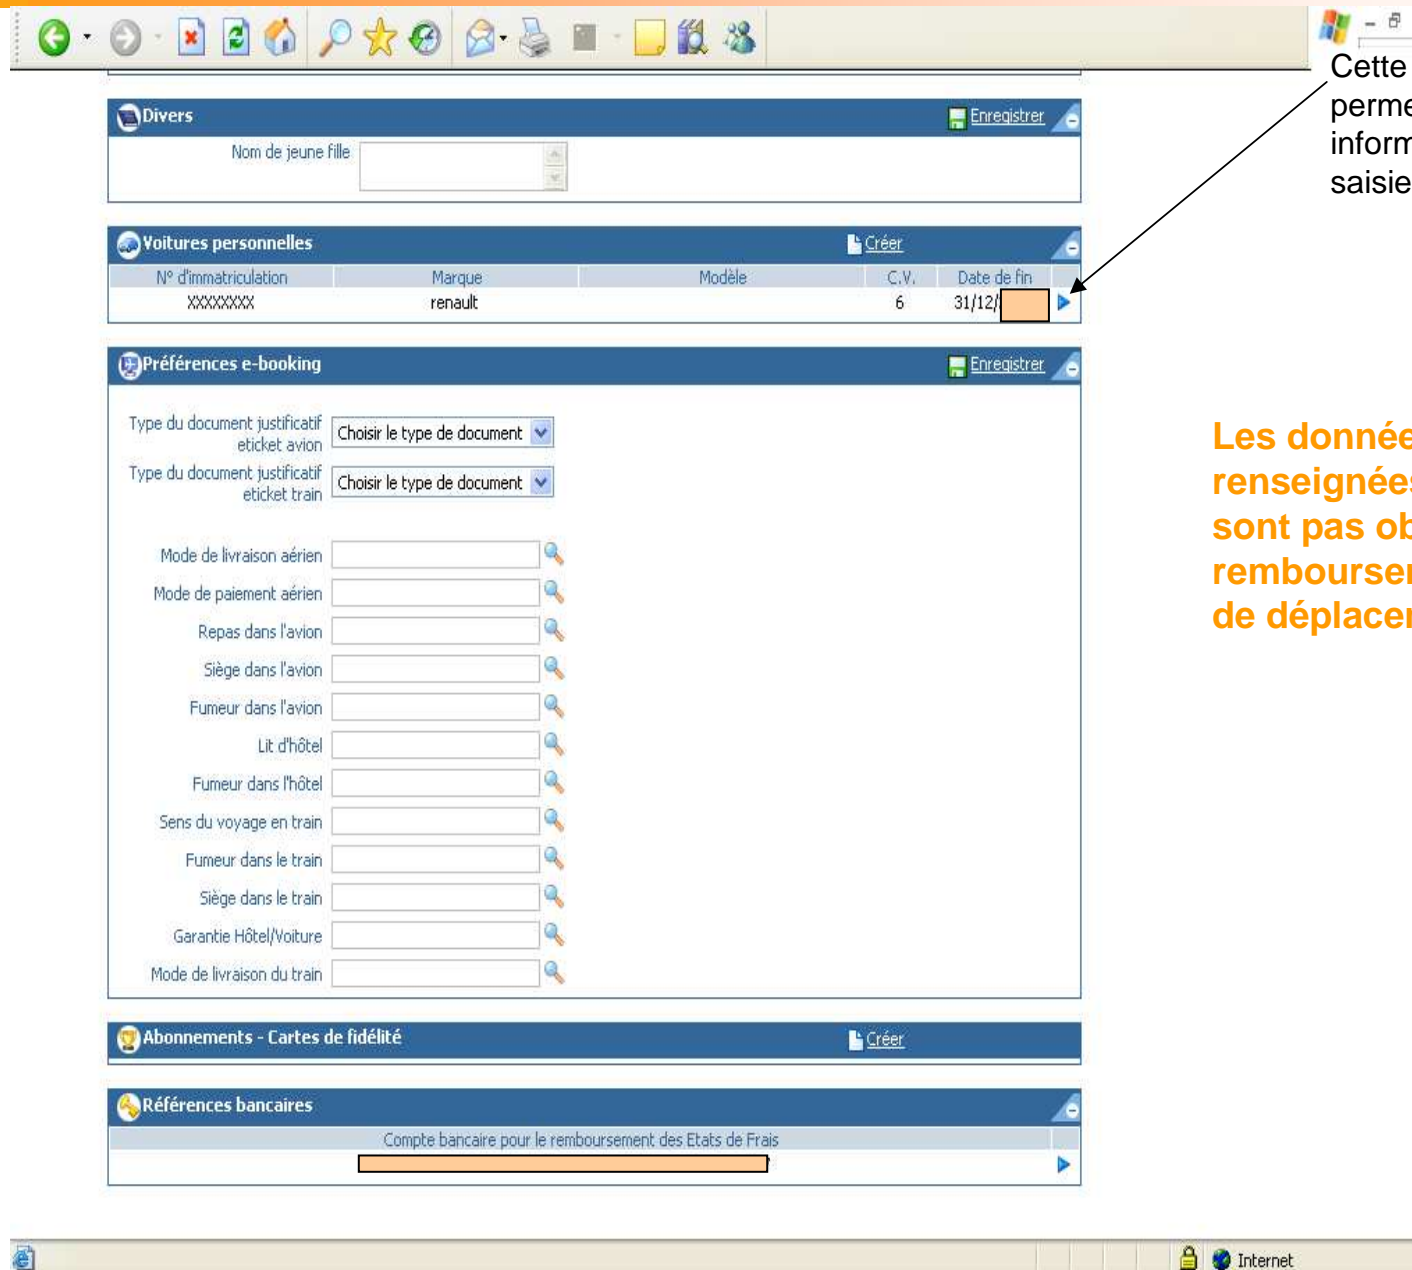 Cette
perme
inform
saisie
Divers
Enregistrer
Nom de jeune fille
Voitures personnelles
Créer
N° d'immatriculation Marque Modèle C.V. Date de fin
XXXXXXXX renault 6 31/12/
Préférences e-booking
Enregistrer
Type du document justificatif
eticket avion
Choisir le type de document
Type du document justificatif
eticket train
Choisir le type de document
Mode de livraison aérien
Mode de paiement aérien
Repas dans l'avion
Siège dans l'avion
Fumeur dans l'avion
Lit d'hôtel
Fumeur dans l'hôtel
Sens du voyage en train
Fumeur dans le train
Siège dans le train
Garantie Hôtel/Voiture
Mode de livraison du train
Les donnée
renseignées
sont pas ob
rembourser
de déplacer
Abonnements - Cartes de fidélité
Créer
Références bancaires
Compte bancaire pour le remboursement des Etats de Frais
Internet